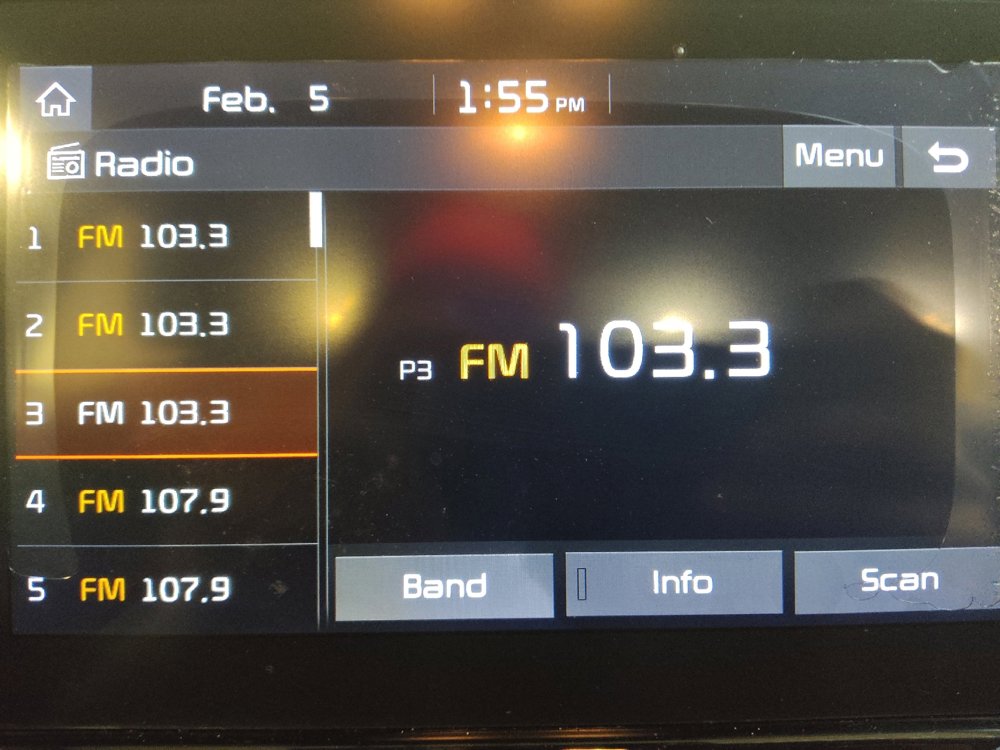 Feb. 5 1:55 PM
Radio Menu
1 FM 103.3
2 FM 103.3
3 FM 103.3
4 FM 107.9
5 FM 107.9
P3 FM 103.3
Band Info Scan